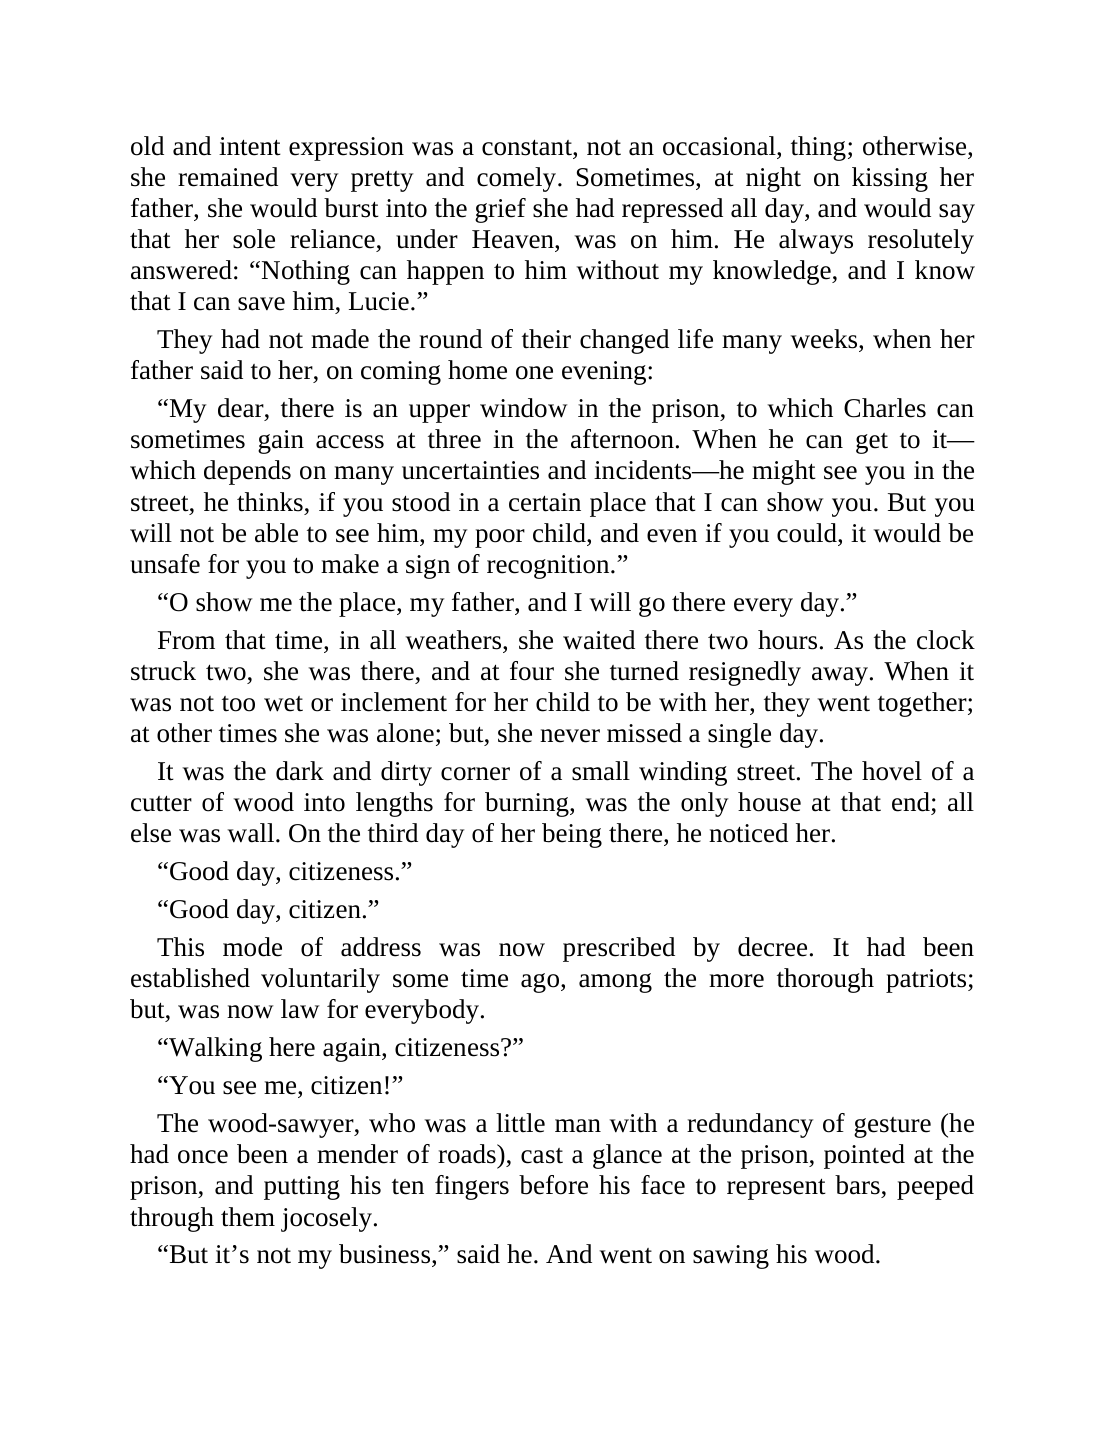 old and intent expression was a constant, not an occasional, thing; otherwise,
she remained very pretty and comely. Sometimes, at night on kissing her
father, she would burst into the grief she had repressed all day, and would say
that her sole reliance, under Heaven, was on him. He always resolutely
answered: “Nothing can happen to him without my knowledge, and I know
that I can save him, Lucie.”
They had not made the round of their changed life many weeks, when her
father said to her, on coming home one evening:
“My dear, there is an upper window in the prison, to which Charles can
sometimes gain access at three in the afternoon. When he can get to it—
which depends on many uncertainties and incidents—he might see you in the
street, he thinks, if you stood in a certain place that I can show you. But you
will not be able to see him, my poor child, and even if you could, it would be
unsafe for you to make a sign of recognition.”
“O show me the place, my father, and I will go there every day.”
From that time, in all weathers, she waited there two hours. As the clock
struck two, she was there, and at four she turned resignedly away. When it
was not too wet or inclement for her child to be with her, they went together;
at other times she was alone; but, she never missed a single day.
It was the dark and dirty corner of a small winding street. The hovel of a
cutter of wood into lengths for burning, was the only house at that end; all
else was wall. On the third day of her being there, he noticed her.
“Good day, citizeness.”
“Good day, citizen.”
This mode of address was now prescribed by decree. It had been
established voluntarily some time ago, among the more thorough patriots;
but, was now law for everybody.
“Walking here again, citizeness?”
“You see me, citizen!”
The wood-sawyer, who was a little man with a redundancy of gesture (he
had once been a mender of roads), cast a glance at the prison, pointed at the
prison, and putting his ten fingers before his face to represent bars, peeped
through them jocosely.
“But it’s not my business,” said he. And went on sawing his wood.